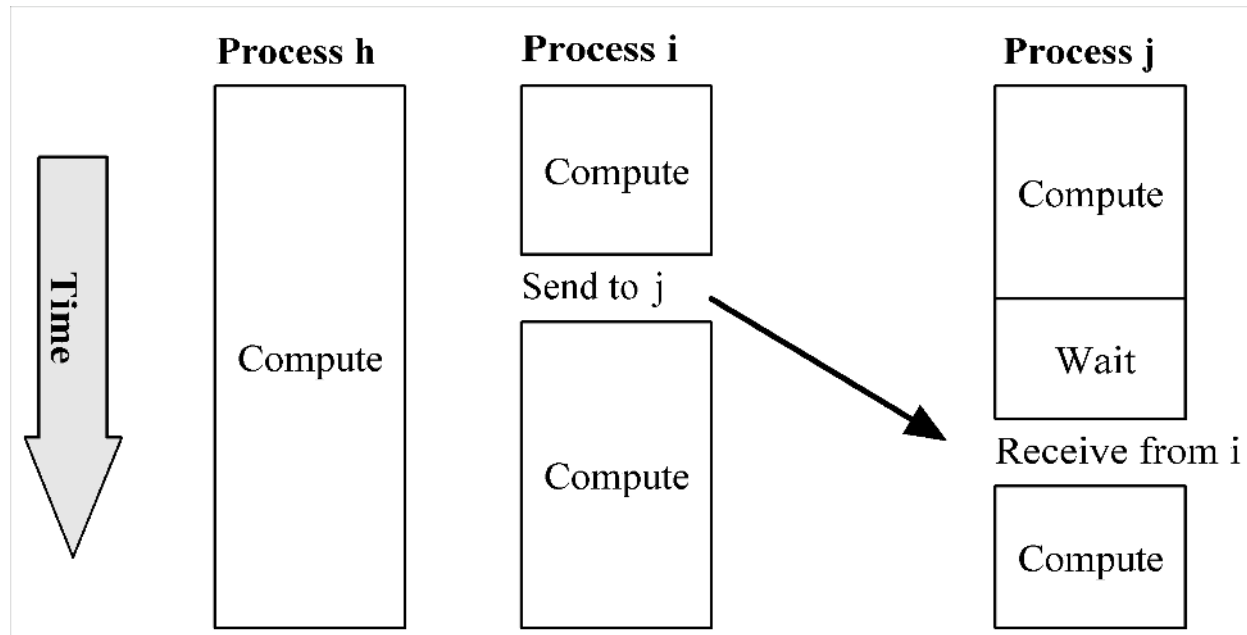 Process h
Process i
Process j
Compute
Compute
Time
Send to j
Compute
Wait
Compute
Receive from i
Compute